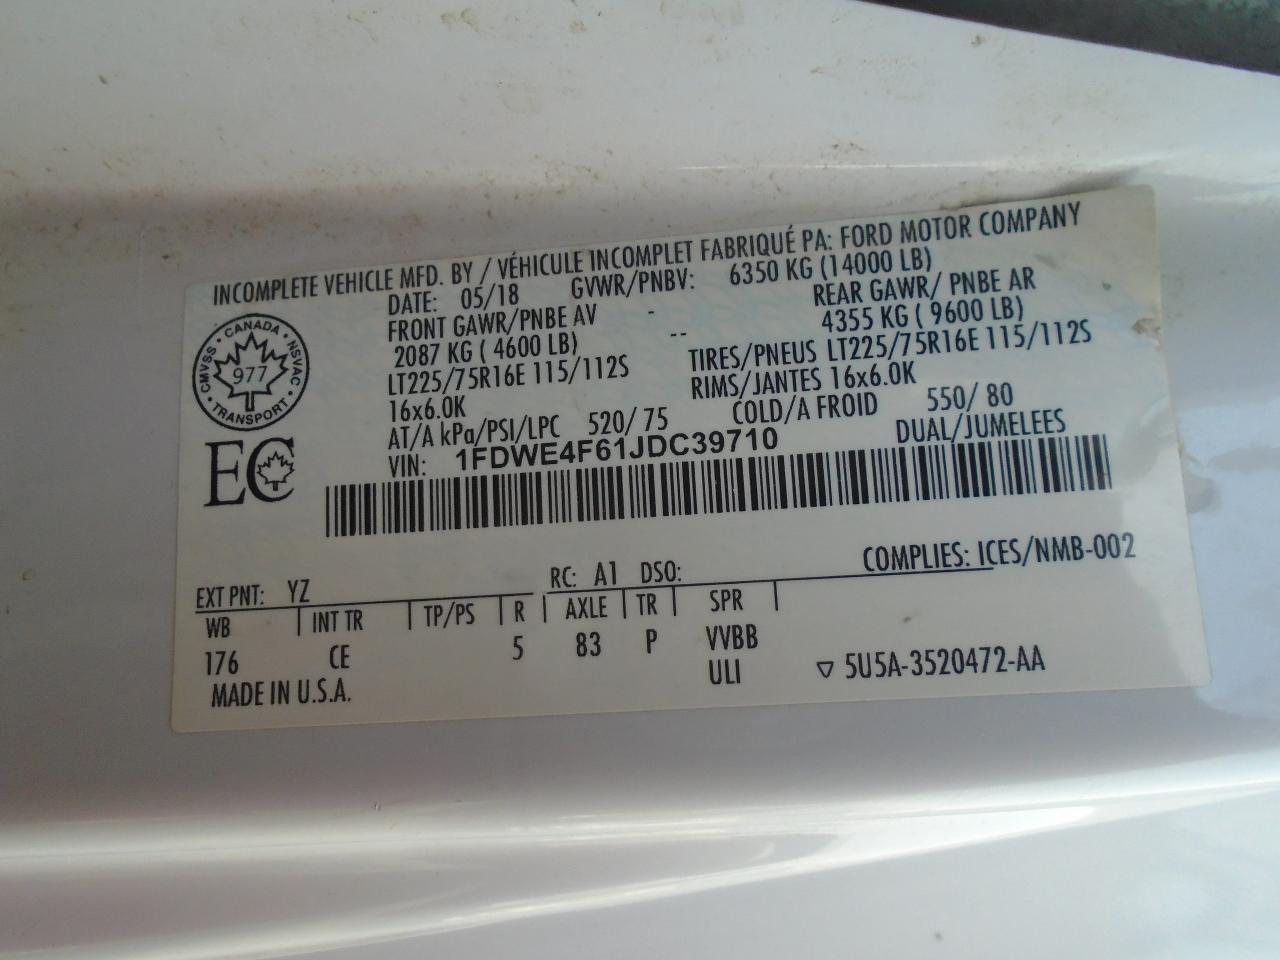 INCOMPLETE VEHICLE MFD. BY / VÉHICULE INCOMPLET FABRIQUÉ PA: FORD MOTOR COMPANY
DATE: 05/18 GVWR/PNBV: 6350 KG (14000 LB)
FRONT GAWR/PNBE AV - REAR GAWR/ PNBE AR
2087 KG ( 4600 LB) -- 4355 KG ( 9600 LB)
LT225/75R16E 115/112S TIRES/PNEUS LT225/75R16E 115/112S
16x6.0K RIMS/JANTES 16x6.0K
AT/A kPa/PSI/LPC 520/ 75 COLD/A FROID 550/ 80
VIN: 1FDWE4F61JDC39710 DUAL/JUMELEES
CANADA • NSVAC • TRANSPORT • CMVSS •
977
EC
COMPLIES: ICES/NMB-002
EXT PNT: YZ RC: A1 DSO:
WB INT TR TP/PS R AXLE TR SPR
176 CE 5 83 P VVBB
MADE IN U.S.A. ULI ▽ 5U5A-3520472-AA